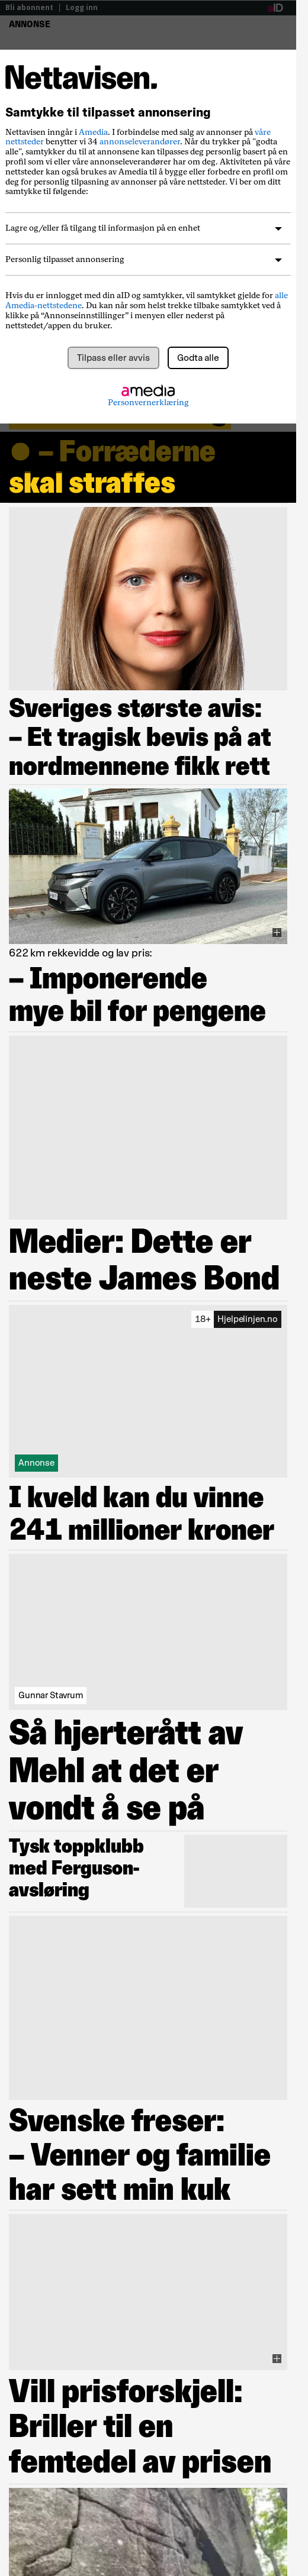 Bli abonnent | Logg inn
aID
ANNONSE
Nettavisen.
Samtykke til tilpasset annonsering
Nettavisen inngår i Amedia. I forbindelse med salg av annonser på våre
nettsteder benytter vi 34 annonseleverandører. Når du trykker på "godta
alle", samtykker du til at annonsene kan tilpasses deg personlig basert på en
profil som vi eller våre annonseleverandører har om deg. Aktiviteten på våre
nettsteder kan også brukes av Amedia til å bygge eller forbedre en profil om
deg for personlig tilpasning av annonser på våre nettsteder. Vi ber om ditt
samtykke til følgende:
Lagre og/eller få tilgang til informasjon på en enhet
Personlig tilpasset annonsering
Hvis du er innlogget med din aID og samtykker, vil samtykket gjelde for alle
Amedia-nettstedene. Du kan når som helst trekke tilbake samtykket ved å
klikke på “Annonseinnstillinger” i menyen eller nederst på
nettstedet/appen du bruker.
Tilpass eller avvis Godta alle
amedia
Personvernerklæring
– Forræderne
skal straffes
Sveriges største avis:
– Et tragisk bevis på at
nordmennene fikk rett
622 km rekkevidde og lav pris:
– Imponerende
mye bil for pengene
Medier: Dette er
neste James Bond
18+ Hjelpelinjen.no
Annonse
I kveld kan du vinne
241 millioner kroner
Gunnar Stavrum
Så hjerterått av
Mehl at det er
vondt å se på
Tysk toppklubb
med Ferguson-
avsløring
Svenske freser:
– Venner og familie
har sett min kuk
Vill prisforskjell:
Briller til en
femtedel av prisen